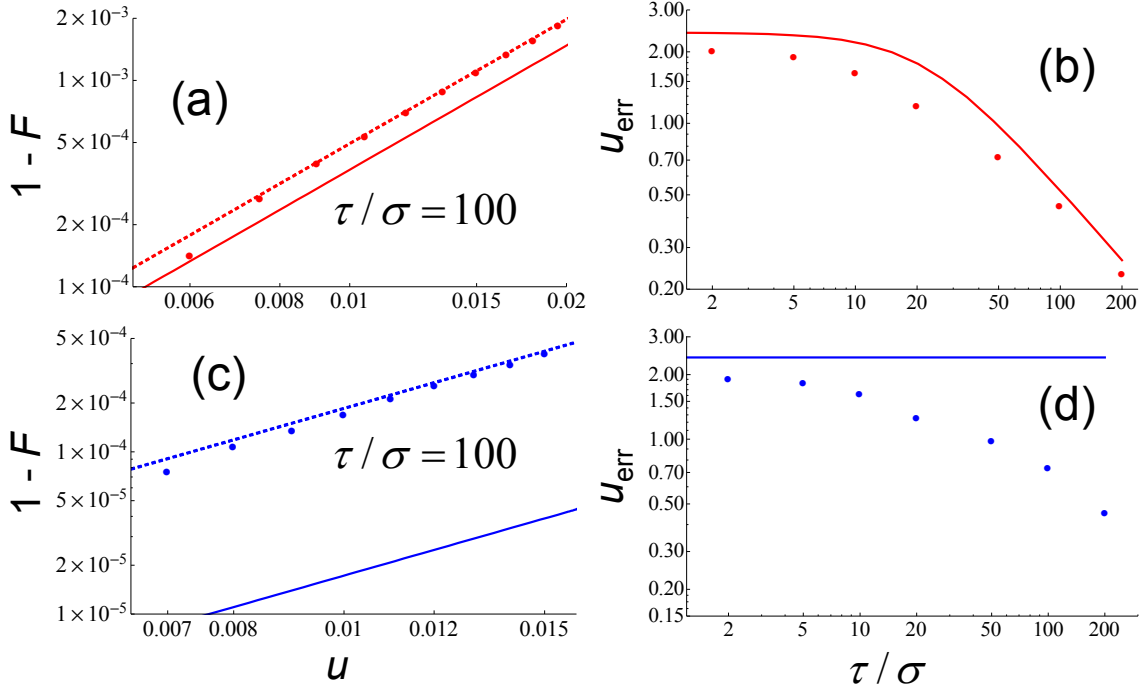 2×10⁻³
1×10⁻³
5×10⁻⁴
2×10⁻⁴
1×10⁻⁴
1 - F
(a)
τ / σ = 100
0.006 0.008 0.01 0.015 0.02
3.00
2.00
1.50
1.00
0.70
0.50
0.30
0.20
u_err
(b)
2 5 10 20 50 100 200
5×10⁻⁴
2×10⁻⁴
1×10⁻⁴
5×10⁻⁵
2×10⁻⁵
1×10⁻⁵
1 - F
(c)
τ / σ = 100
0.007 0.008 0.01 0.012 0.015
u
3.00
2.00
1.50
1.00
0.70
0.50
0.30
0.20
0.15
u_err
(d)
2 5 10 20 50 100 200
τ / σ